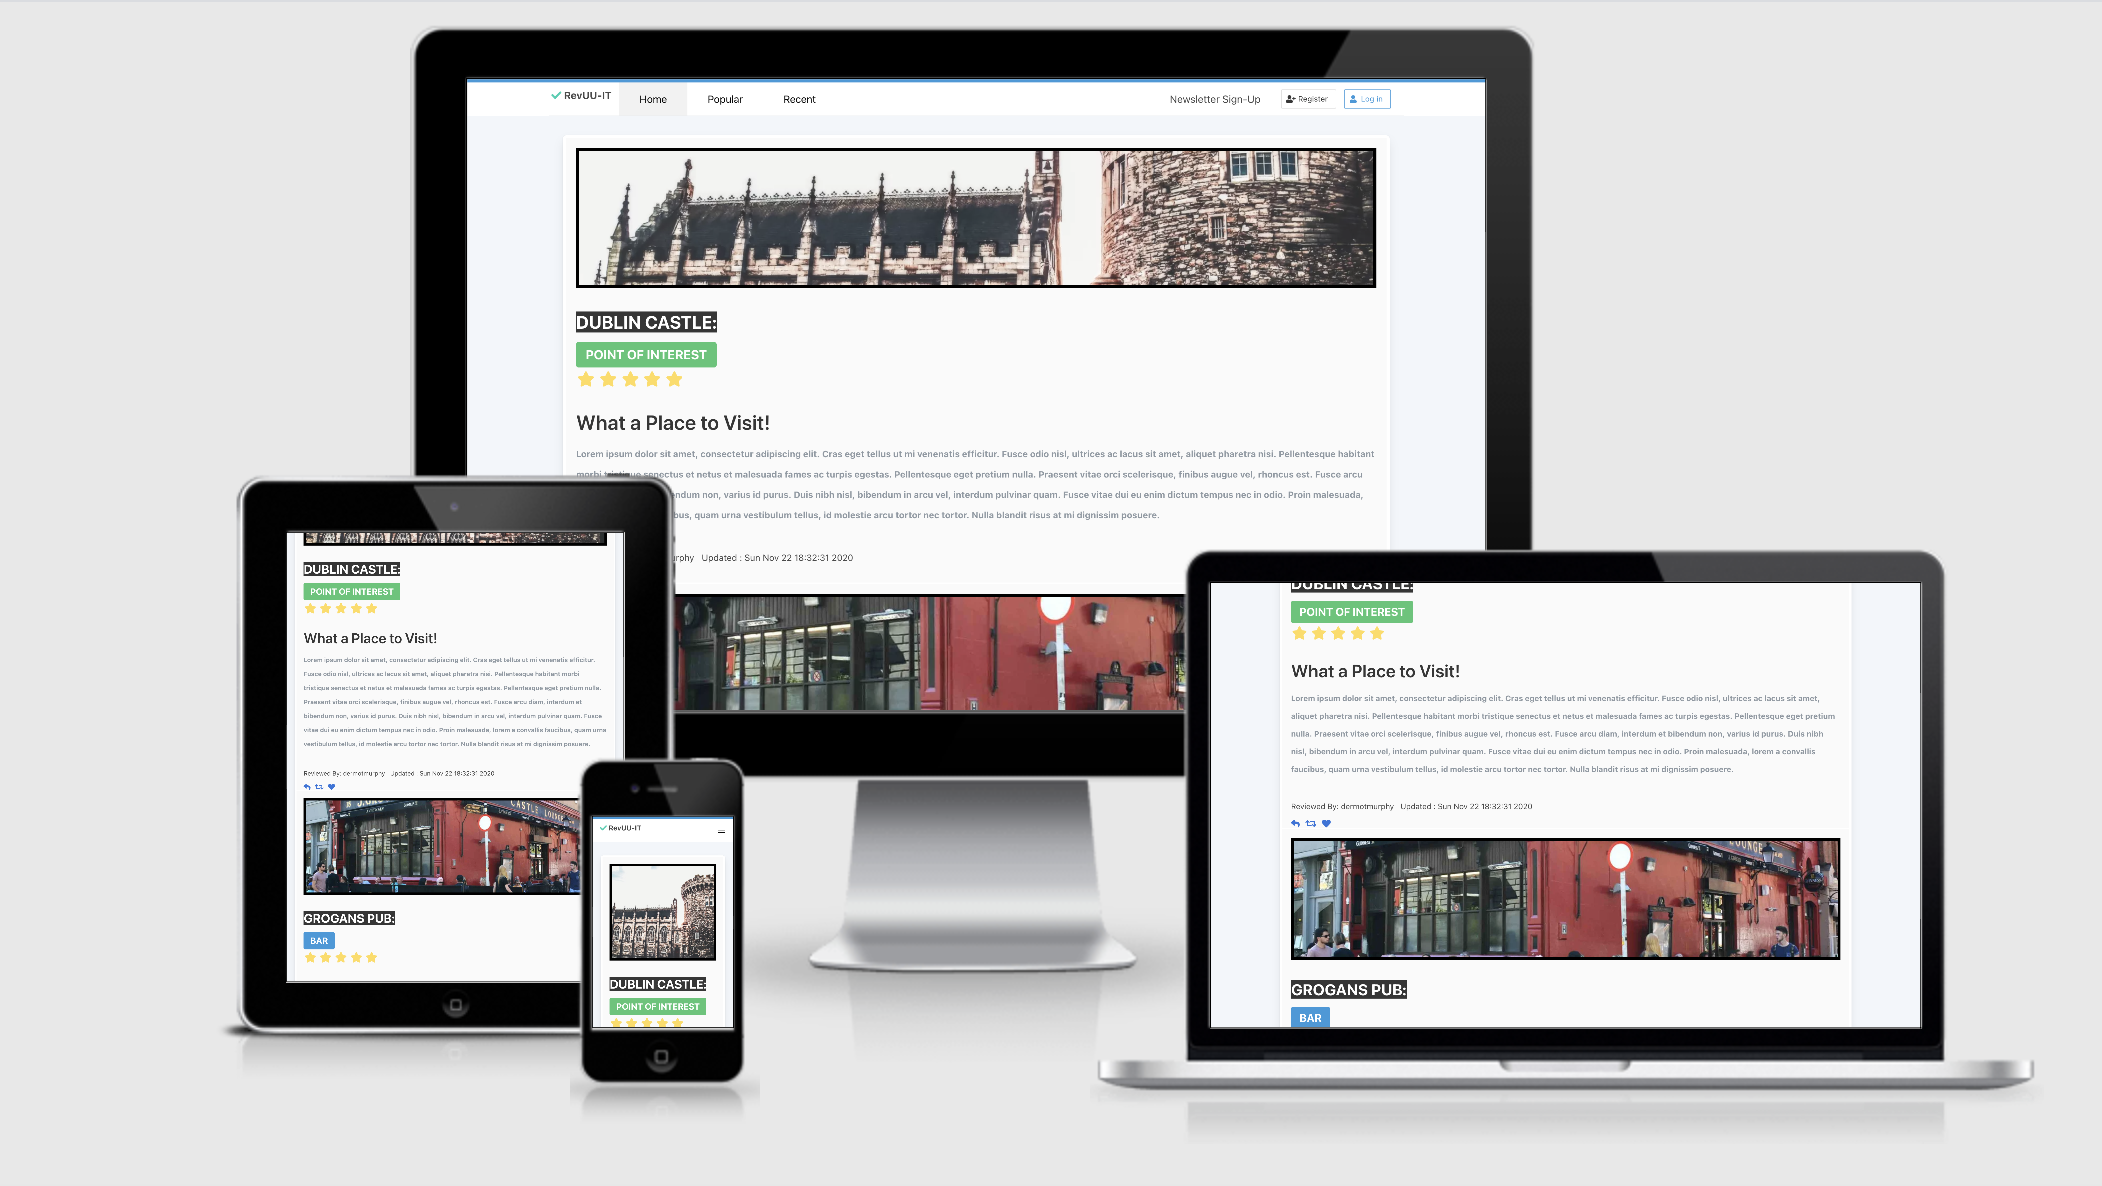 RevUU-IT
Home
Popular
Recent
Newsletter Sign-Up
Register
Log in
DUBLIN CASTLE:
POINT OF INTEREST
What a Place to Visit!
Lorem ipsum dolor sit amet, consectetur adipiscing elit. Cras eget tellus ut mi venenatis efficitur. Fusce odio nisl, ultrices ac lacus sit amet, aliquet pharetra nisi. Pellentesque habitant
morbi tristique senectus et netus et malesuada fames ac turpis egestas. Pellentesque eget pretium nulla. Praesent vitae orci scelerisque, finibus augue vel, rhoncus est. Fusce arcu
endum non, varius id purus. Duis nibh nisl, bibendum in arcu vel, interdum pulvinar quam. Fusce vitae dui eu enim dictum tempus nec in odio. Proin malesuada,
bus, quam urna vestibulum tellus, id molestie arcu tortor nec tortor. Nulla blandit risus at mi dignissim posuere.
urphy Updated : Sun Nov 22 18:32:31 2020
DUBLIN CASTLE:
POINT OF INTEREST
What a Place to Visit!
Lorem ipsum dolor sit amet, consectetur adipiscing elit. Cras eget tellus ut mi venenatis efficitur.
Fusce odio nisl, ultrices ac lacus sit amet, aliquet pharetra nisi. Pellentesque habitant morbi
tristique senectus et netus et malesuada fames ac turpis egestas. Pellentesque eget pretium nulla.
Praesent vitae orci scelerisque, finibus augue vel, rhoncus est. Fusce arcu diam, interdum et
bibendum non, varius id purus. Duis nibh nisl, bibendum in arcu vel, interdum pulvinar quam. Fusce
vitae dui eu enim dictum tempus nec in odio. Proin malesuada, lorem a convallis faucibus, quam urna
vestibulum tellus, id molestie arcu tortor nec tortor. Nulla blandit risus at mi dignissim posuere.
Reviewed By: dermotmurphy Updated : Sun Nov 22 18:32:31 2020
CASTLE LOUNGE
GROGANS PUB:
BAR
RevUU-IT
DUBLIN CASTLE:
POINT OF INTEREST
DUBLIN CASTLE:
POINT OF INTEREST
What a Place to Visit!
Lorem ipsum dolor sit amet, consectetur adipiscing elit. Cras eget tellus ut mi venenatis efficitur. Fusce odio nisl, ultrices ac lacus sit amet,
aliquet pharetra nisi. Pellentesque habitant morbi tristique senectus et netus et malesuada fames ac turpis egestas. Pellentesque eget pretium
nulla. Praesent vitae orci scelerisque, finibus augue vel, rhoncus est. Fusce arcu diam, interdum et bibendum non, varius id purus. Duis nibh
nisl, bibendum in arcu vel, interdum pulvinar quam. Fusce vitae dui eu enim dictum tempus nec in odio. Proin malesuada, lorem a convallis
faucibus, quam urna vestibulum tellus, id molestie arcu tortor nec tortor. Nulla blandit risus at mi dignissim posuere.
Reviewed By: dermotmurphy Updated : Sun Nov 22 18:32:31 2020
LOUNGE
GROGANS PUB:
BAR